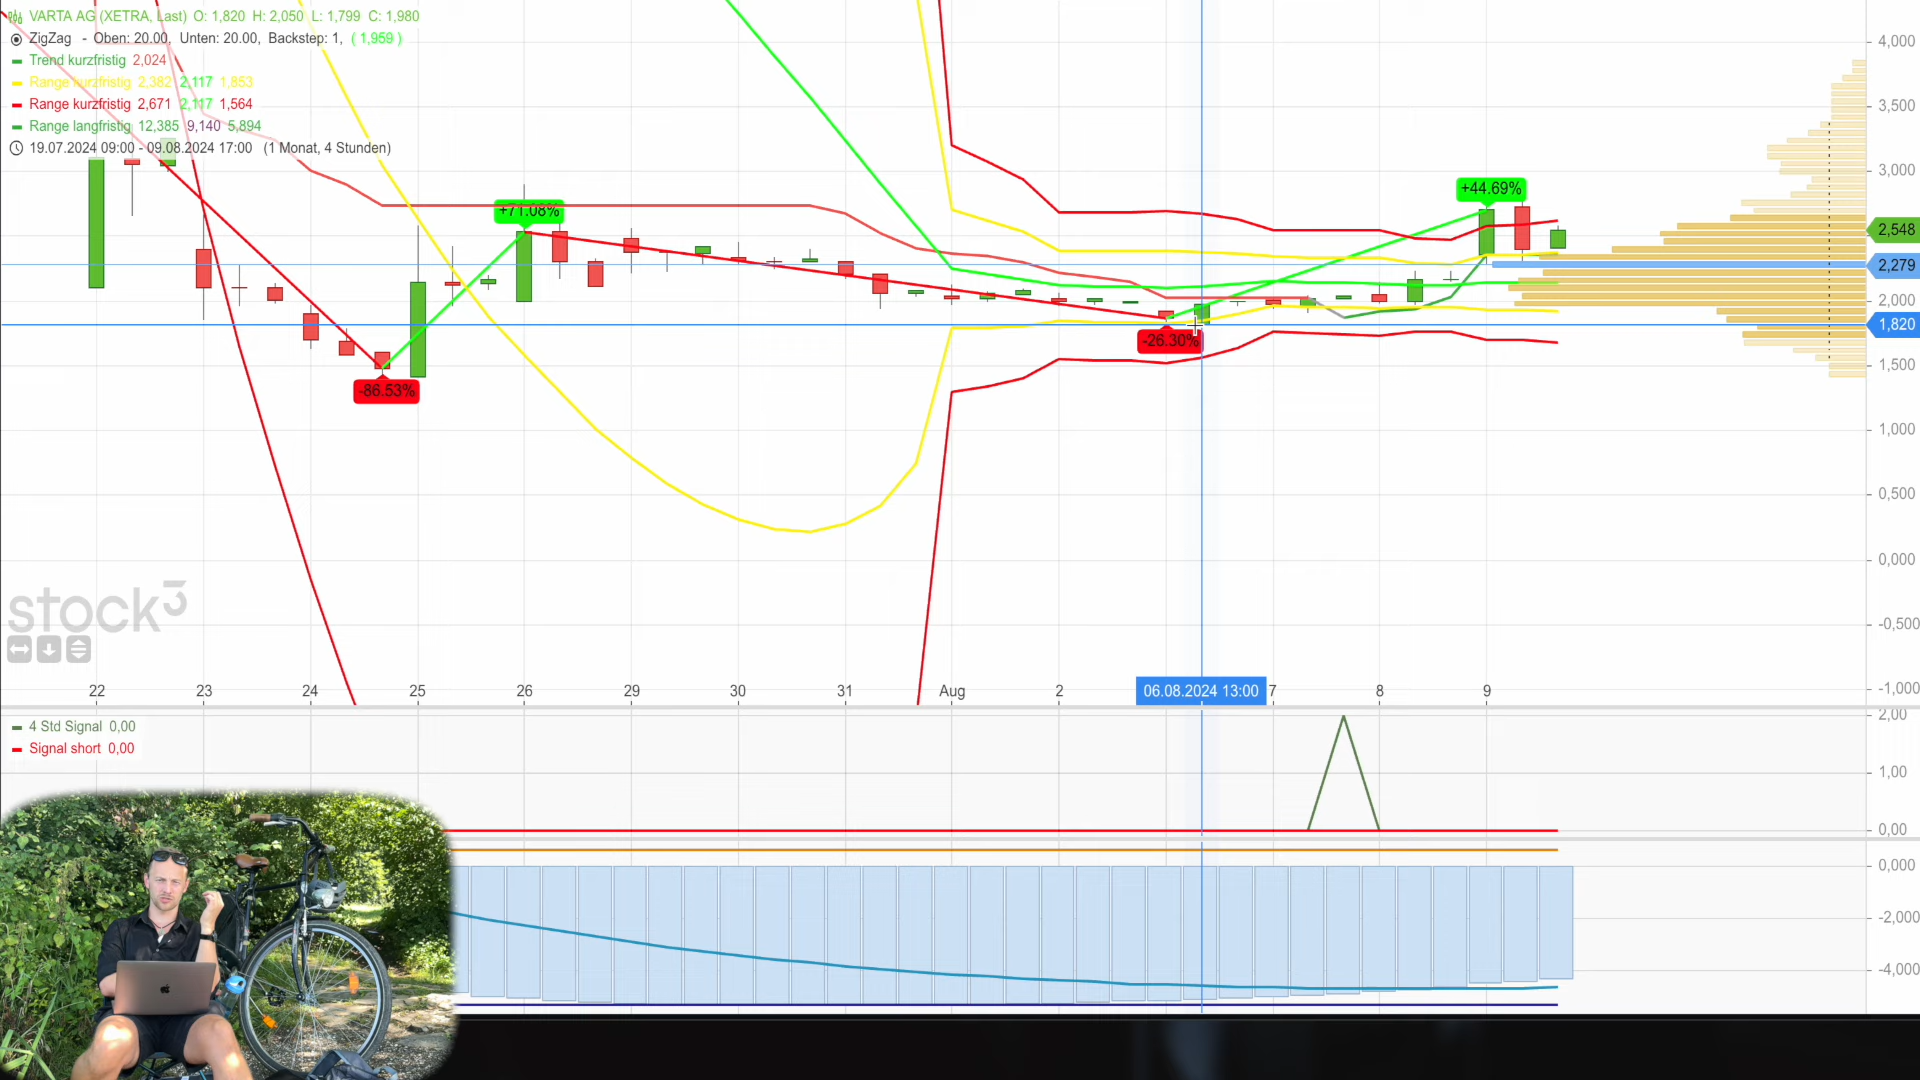 VARTA AG (XETRA, Last) O: 1,820 H: 2,050 L: 1,799 C: 1,980
ZigZag - Oben: 20.00, Unten: 20.00, Backstep: 1, ( 1,959 )
Trend kurzfristig 2,024
Range kurzfristig 2,382 2,117 1,853
Range kurzfristig 2,671 2,117 1,564
Range langfristig 12,385 9,140 5,894
19.07.2024 09:00 - 09.08.2024 17:00 (1 Monat, 4 Stunden)
+71.08%
-86.53%
-26.30%
+44.69%
4,000
3,500
3,000
2,548
2,279
2,000
1,820
1,500
1,000
0,500
0,000
-0,500
-1,000
stock3
22 23 24 25 26 29 30 31 Aug 2 06.08.2024 13:00 7 8 9
4 Std Signal 0,00
Signal short 0,00
2,00
1,00
0,00
0,000
-2,000
-4,000